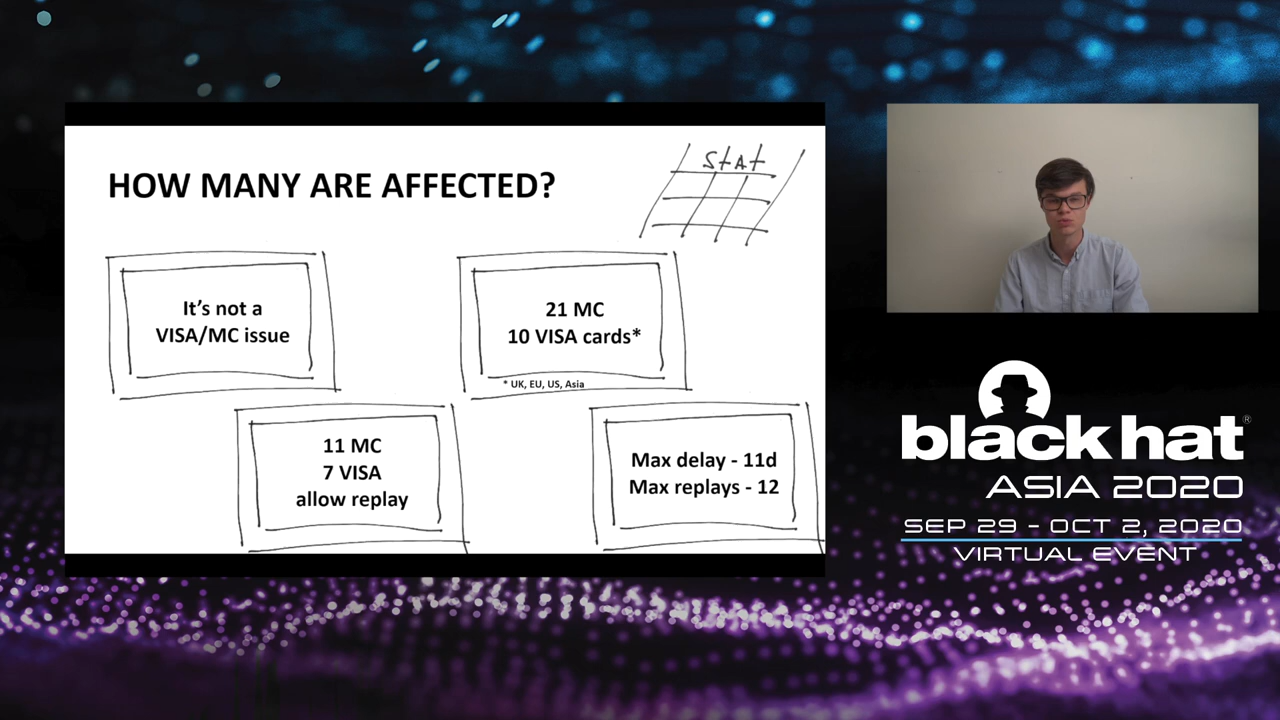 HOW MANY ARE AFFECTED?
StAt
It's not a
VISA/MC issue
21 MC
10 VISA cards*
* UK, EU, US, Asia
11 MC
7 VISA
allow replay
Max delay - 11d
Max replays - 12
black hat®
ASIA 2020
SEP 29 - OCT 2, 2020
VIRTUAL EVENT